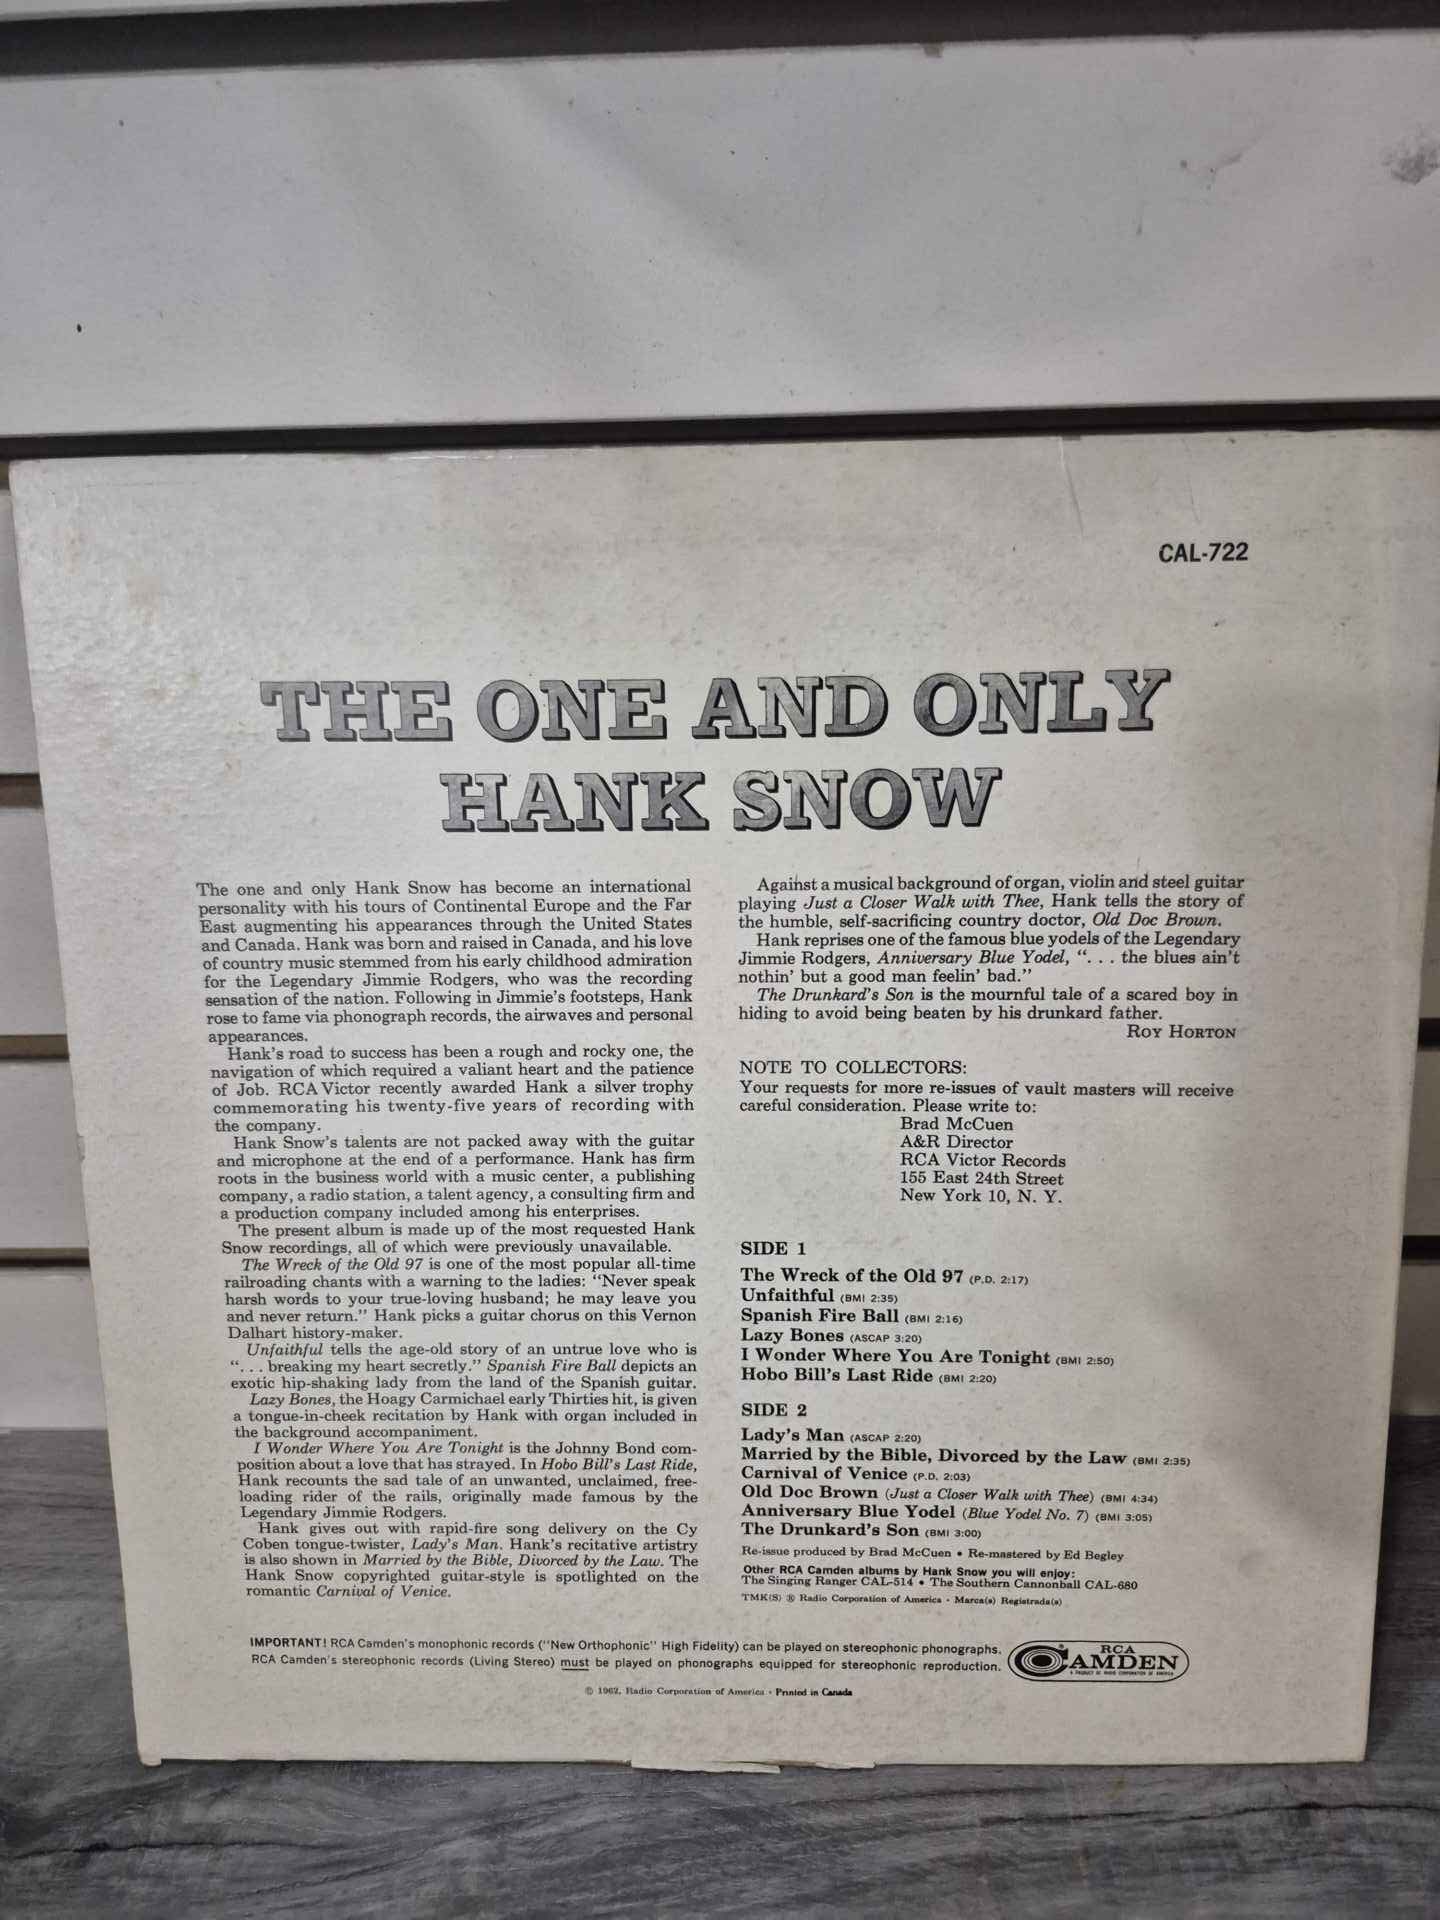 CAL-722
THE ONE AND ONLY
HANK SNOW
The one and only Hank Snow has become an international
personality with his tours of Continental Europe and the Far
East augmenting his appearances through the United States
and Canada. Hank was born and raised in Canada, and his love
of country music stemmed from his early childhood admiration
for the Legendary Jimmie Rodgers, who was the recording
sensation of the nation. Following in Jimmie's footsteps, Hank
rose to fame via phonograph records, the airwaves and personal
appearances.
Hank's road to success has been a rough and rocky one, the
navigation of which required a valiant heart and the patience
of Job. RCA Victor recently awarded Hank a silver trophy
commemorating his twenty-five years of recording with
the company.
Hank Snow's talents are not packed away with the guitar
and microphone at the end of a performance. Hank has firm
roots in the business world with a music center, a publishing
company, a radio station, a talent agency, a consulting firm and
a production company included among his enterprises.
The present album is made up of the most requested Hank
Snow recordings, all of which were previously unavailable.
The Wreck of the Old 97 is one of the most popular all-time
railroading chants with a warning to the ladies: "Never speak
harsh words to your true-loving husband; he may leave you
and never return." Hank picks a guitar chorus on this Vernon
Dalhart history-maker.
Unfaithful tells the age-old story of an untrue love who is
". . . breaking my heart secretly." Spanish Fire Ball depicts an
exotic hip-shaking lady from the land of the Spanish guitar.
Lazy Bones, the Hoagy Carmichael early Thirties hit, is given
a tongue-in-cheek recitation by Hank with organ included in
the background accompaniment.
I Wonder Where You Are Tonight is the Johnny Bond com-
position about a love that has strayed. In Hobo Bill's Last Ride,
Hank recounts the sad tale of an unwanted, unclaimed, free-
loading rider of the rails, originally made famous by the
Legendary Jimmie Rodgers.
Hank gives out with rapid-fire song delivery on the Cy
Coben tongue-twister, Lady's Man. Hank's recitative artistry
is also shown in Married by the Bible, Divorced by the Law. The
Hank Snow copyrighted guitar-style is spotlighted on the
romantic Carnival of Venice.
Against a musical background of organ, violin and steel guitar
playing Just a Closer Walk with Thee, Hank tells the story of
the humble, self-sacrificing country doctor, Old Doc Brown.
Hank reprises one of the famous blue yodels of the Legendary
Jimmie Rodgers, Anniversary Blue Yodel, ". . . the blues ain't
nothin' but a good man feelin' bad."
The Drunkard's Son is the mournful tale of a scared boy in
hiding to avoid being beaten by his drunkard father.
ROY HORTON
NOTE TO COLLECTORS:
Your requests for more re-issues of vault masters will receive
careful consideration. Please write to:
Brad McCuen
A&R Director
RCA Victor Records
155 East 24th Street
New York 10, N. Y.
SIDE 1
The Wreck of the Old 97 (P.D. 2:17)
Unfaithful (BMI 2:35)
Spanish Fire Ball (BMI 2:16)
Lazy Bones (ASCAP 3:20)
I Wonder Where You Are Tonight (BMI 2:50)
Hobo Bill's Last Ride (BMI 2:20)
SIDE 2
Lady's Man (ASCAP 2:20)
Married by the Bible, Divorced by the Law (BMI 2:35)
Carnival of Venice (P.D. 2:03)
Old Doc Brown (Just a Closer Walk with Thee) (BMI 4:34)
Anniversary Blue Yodel (Blue Yodel No. 7) (BMI 3:05)
The Drunkard's Son (BMI 3:00)
Re-issue produced by Brad McCuen • Re-mastered by Ed Begley
Other RCA Camden albums by Hank Snow you will enjoy:
The Singing Ranger CAL-514 • The Southern Cannonball CAL-680
TMK(S) ® Radio Corporation of America • Marca(s) Registrada(s)
IMPORTANT! RCA Camden's monophonic records ("New Orthophonic" High Fidelity) can be played on stereophonic phonographs.
RCA Camden's stereophonic records (Living Stereo) must be played on phonographs equipped for stereophonic reproduction.
RCA
CAMDEN
A PRODUCT OF RADIO CORPORATION OF AMERICA
© 1962, Radio Corporation of America • Printed in Canada